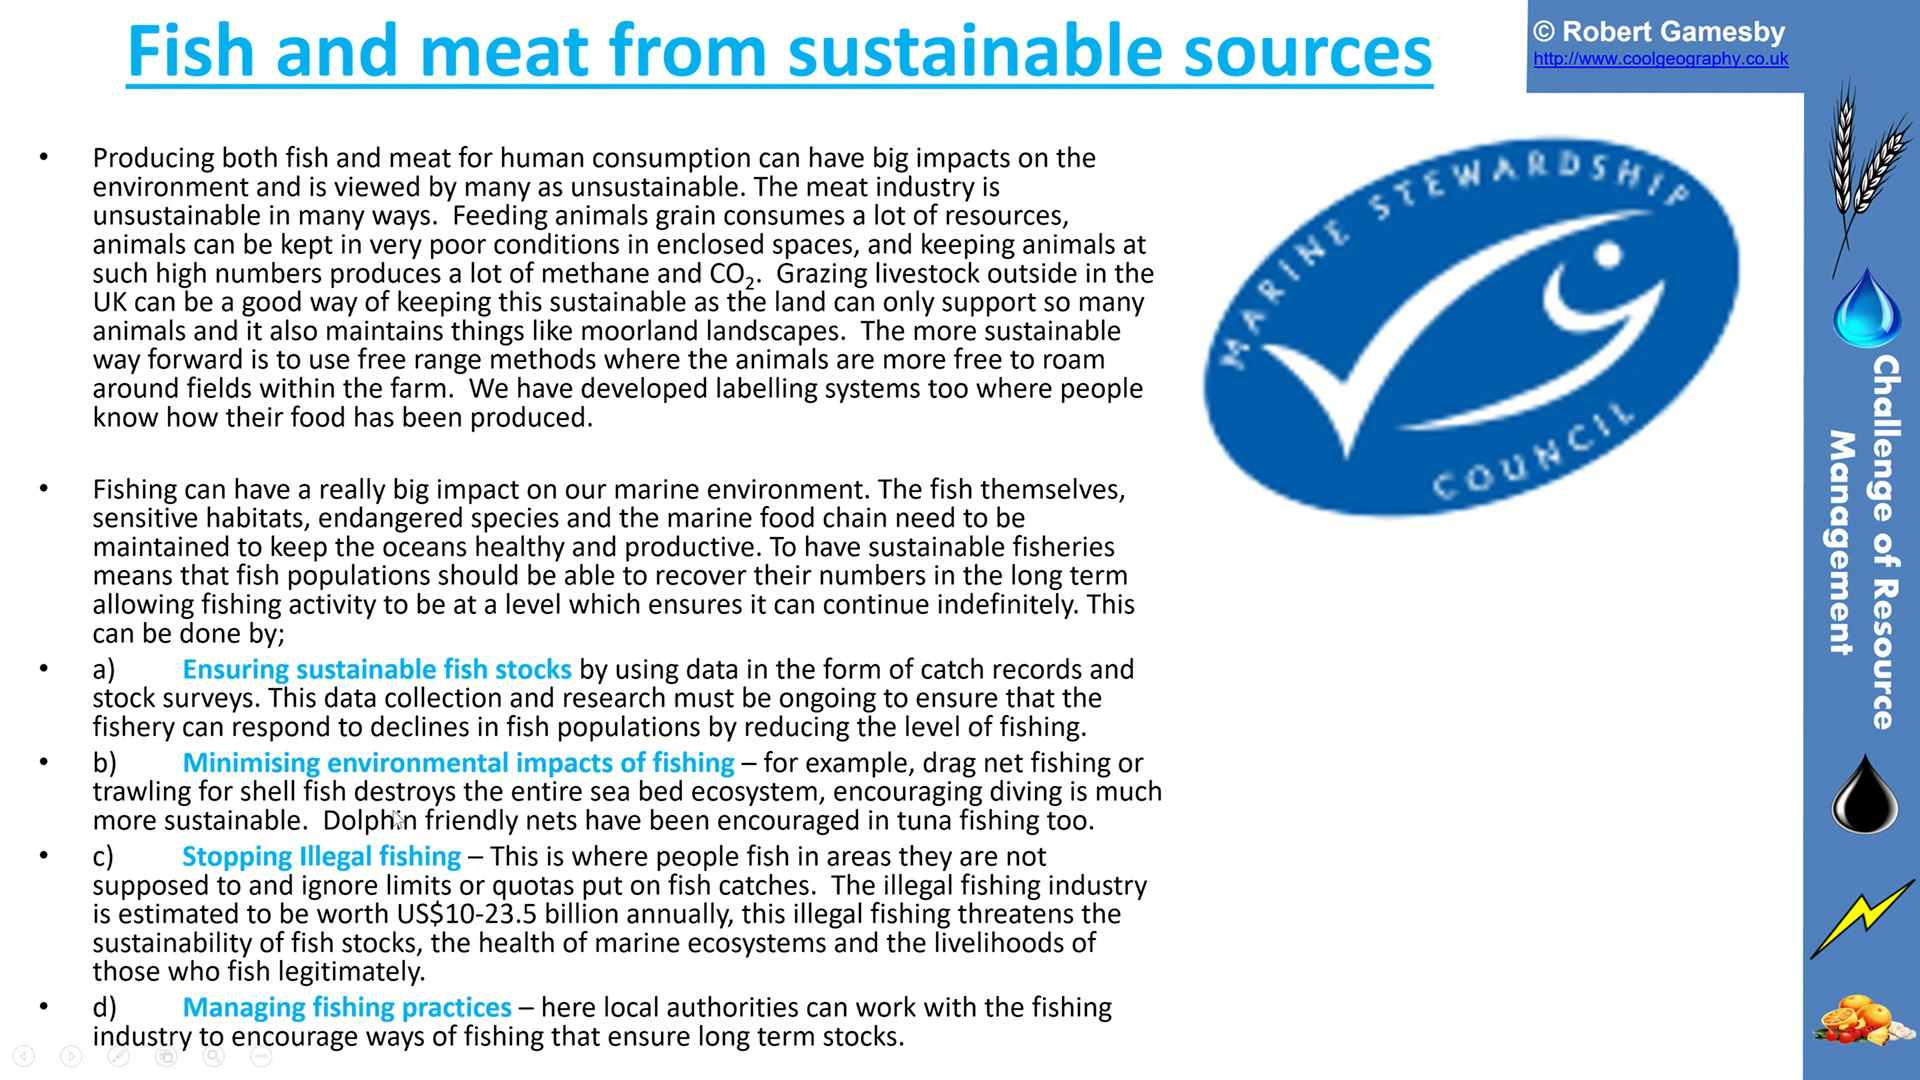 Fish and meat from sustainable sources
© Robert Gamesby
http://www.coolgeography.co.uk
• Producing both fish and meat for human consumption can have big impacts on the
environment and is viewed by many as unsustainable. The meat industry is
unsustainable in many ways.  Feeding animals grain consumes a lot of resources,
animals can be kept in very poor conditions in enclosed spaces, and keeping animals at
such high numbers produces a lot of methane and CO₂.  Grazing livestock outside in the
UK can be a good way of keeping this sustainable as the land can only support so many
animals and it also maintains things like moorland landscapes.  The more sustainable
way forward is to use free range methods where the animals are more free to roam
around fields within the farm.  We have developed labelling systems too where people
know how their food has been produced.
• Fishing can have a really big impact on our marine environment. The fish themselves,
sensitive habitats, endangered species and the marine food chain need to be
maintained to keep the oceans healthy and productive. To have sustainable fisheries
means that fish populations should be able to recover their numbers in the long term
allowing fishing activity to be at a level which ensures it can continue indefinitely. This
can be done by;
• a) Ensuring sustainable fish stocks by using data in the form of catch records and
stock surveys. This data collection and research must be ongoing to ensure that the
fishery can respond to declines in fish populations by reducing the level of fishing.
• b) Minimising environmental impacts of fishing – for example, drag net fishing or
trawling for shell fish destroys the entire sea bed ecosystem, encouraging diving is much
more sustainable.  Dolphin friendly nets have been encouraged in tuna fishing too.
• c) Stopping Illegal fishing – This is where people fish in areas they are not
supposed to and ignore limits or quotas put on fish catches.  The illegal fishing industry
is estimated to be worth US$10-23.5 billion annually, this illegal fishing threatens the
sustainability of fish stocks, the health of marine ecosystems and the livelihoods of
those who fish legitimately.
• d) Managing fishing practices – here local authorities can work with the fishing
industry to encourage ways of fishing that ensure long term stocks.
MARINE STEWARDSHIP
COUNCIL
Challenge of Resource
Management